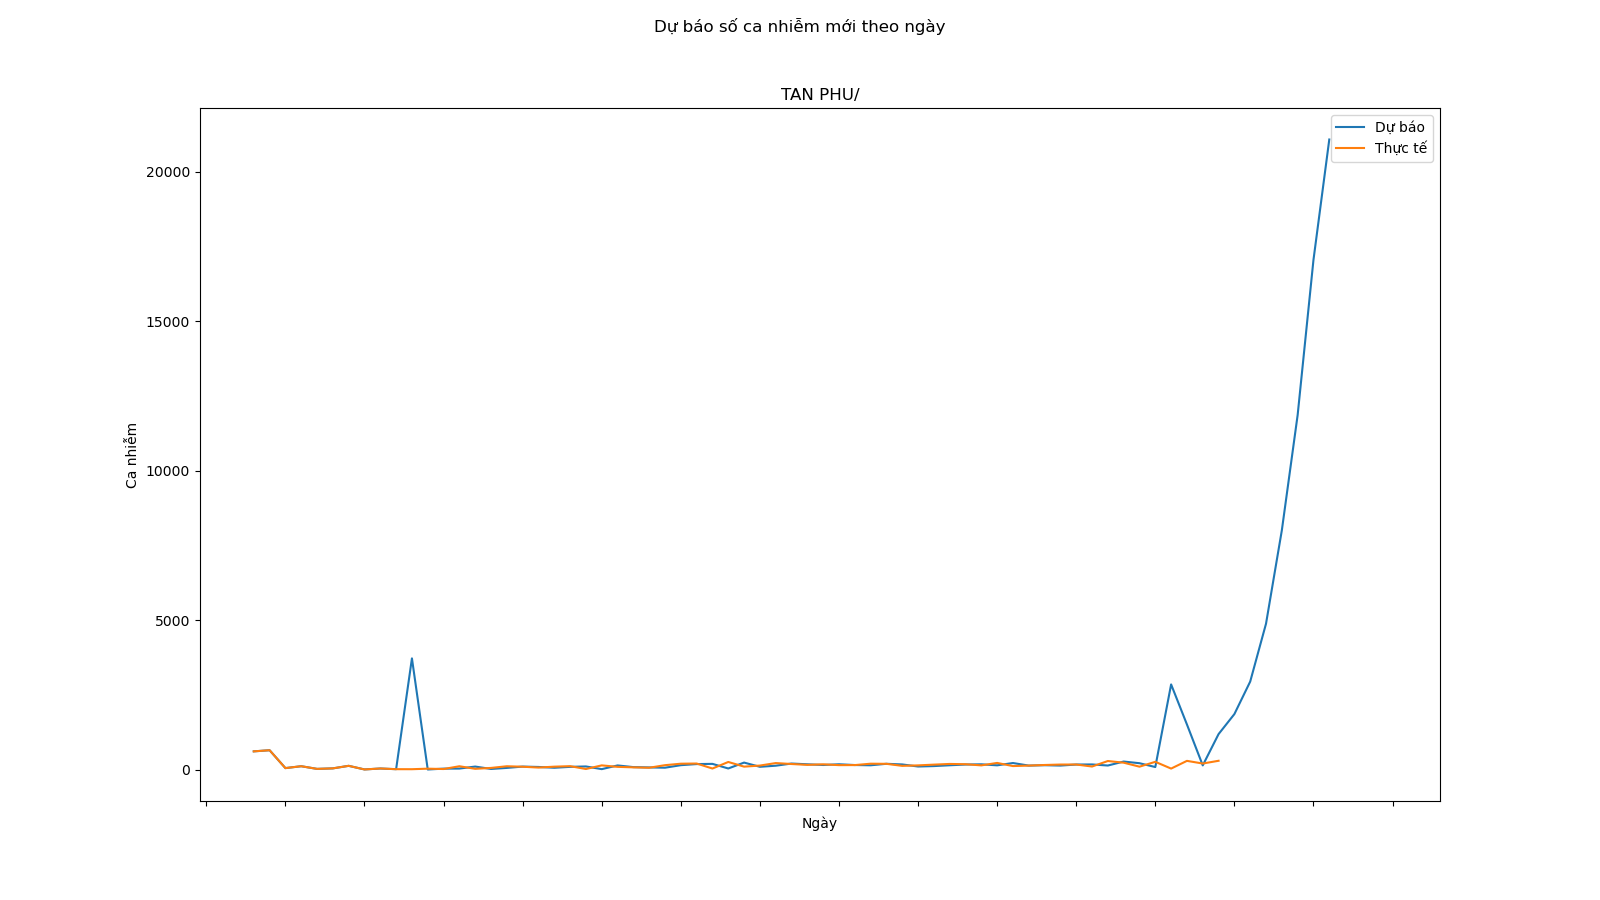 Dự báo số ca nhiễm mới theo ngày
TAN PHU/
Dự báo
Thực tế
20000
15000
10000
5000
0
Ca nhiễm
Ngày